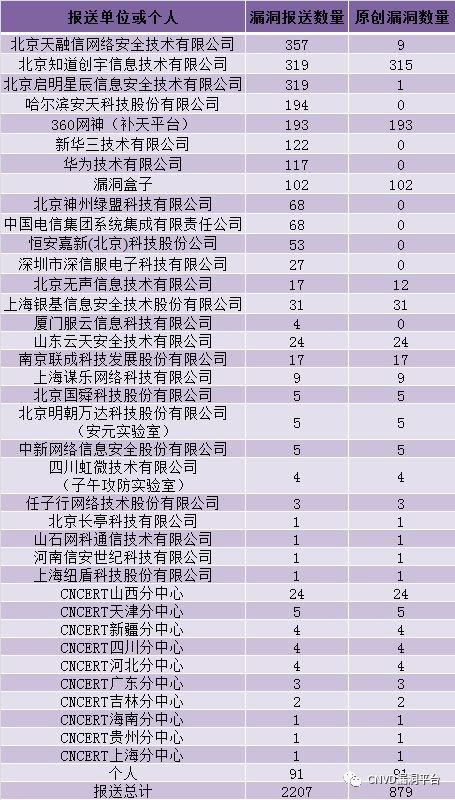 报送单位或个人 漏洞报送数量 原创漏洞数量
北京天融信网络安全技术有限公司 357 9
北京知道创宇信息技术有限公司 319 315
北京启明星辰信息安全技术有限公司 319 1
哈尔滨安天科技股份有限公司 194 0
360网神（补天平台） 193 193
新华三技术有限公司 122 0
华为技术有限公司 117 0
漏洞盒子 102 102
北京神州绿盟科技有限公司 68 0
中国电信集团系统集成有限责任公司 68 0
恒安嘉新(北京)科技股份公司 53 0
深圳市深信服电子科技有限公司 27 0
北京无声信息技术有限公司 17 12
上海银基信息安全技术股份有限公司 31 31
厦门服云信息科技有限公司 4 0
山东云天安全技术有限公司 24 24
南京联成科技发展股份有限公司 17 17
上海谋乐网络科技有限公司 9 9
北京国舜科技股份有限公司 5 5
北京明朝万达科技股份有限公司
（安元实验室） 5 5
中新网络信息安全股份有限公司 5 5
四川虹微技术有限公司
（子午攻防实验室） 4 4
任子行网络技术股份有限公司 3 3
北京长亭科技有限公司 1 1
山石网科通信技术有限公司 1 1
河南信安世纪科技有限公司 1 1
上海纽盾科技股份有限公司 1 1
CNCERT山西分中心 24 24
CNCERT天津分中心 5 5
CNCERT新疆分中心 4 4
CNCERT四川分中心 4 4
CNCERT河北分中心 4 4
CNCERT广东分中心 3 3
CNCERT吉林分中心 2 2
CNCERT海南分中心 1 1
CNCERT贵州分中心 1 1
CNCERT上海分中心 1 1
个人 91 91
报送总计 2207 879
CNVD漏洞平台